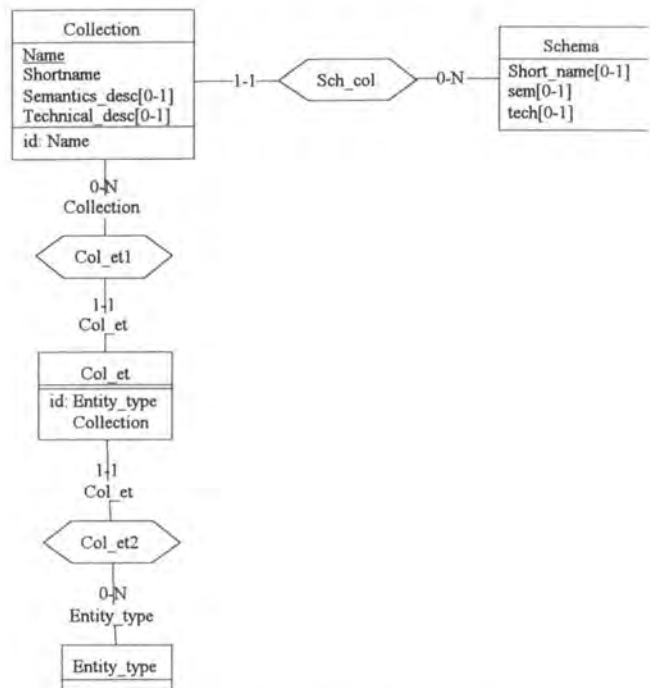 Collection
Name
Shortname
Semantics_desc[0-1]
Technical_desc[0-1]
id: Name
1-1
Sch_col
0-N
Schema
Short_name[0-1]
sem[0-1]
tech[0-1]
0-N
Collection
Col_et1
1-1
Col_et
Col_et
id: Entity_type
Collection
1-1
Col_et
Col_et2
0-N
Entity_type
Entity_type